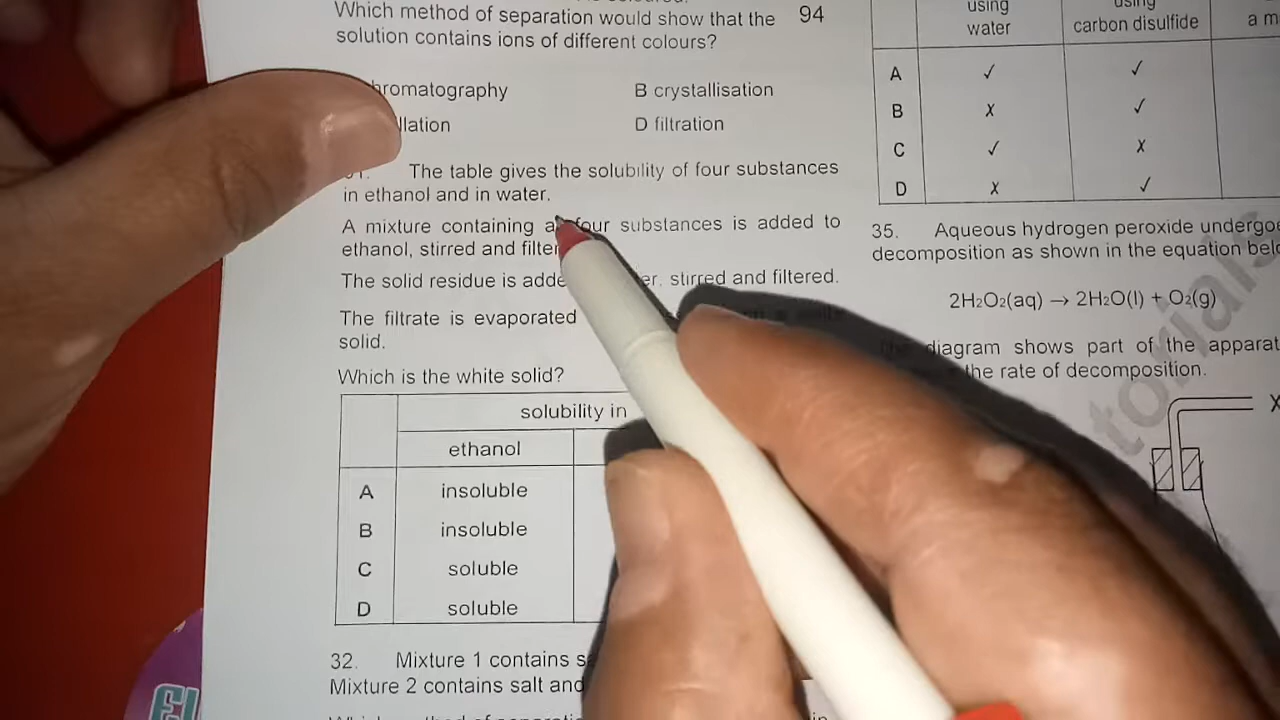 Which method of separation would show that the
solution contains ions of different colours?
94
romatography
B crystallisation
llation
D filtration
The table gives the solubility of four substances
in ethanol and in water.
A mixture containing a four substances is added to
ethanol, stirred and filte
The solid residue is adde er, stirred and filtered.
The filtrate is evaporated
solid.
Which is the white solid?
solubility in
ethanol
A insoluble
B insoluble
C soluble
D soluble
32. Mixture 1 contains s
Mixture 2 contains salt and
using
water
using
carbon disulfide
a m
A ✓ ✓
B x ✓
C ✓ x
D x ✓
35. Aqueous hydrogen peroxide undergo
decomposition as shown in the equation belo
2H₂O₂(aq) → 2H₂O(l) + O₂(g)
diagram shows part of the apparat
the rate of decomposition.
X
torials